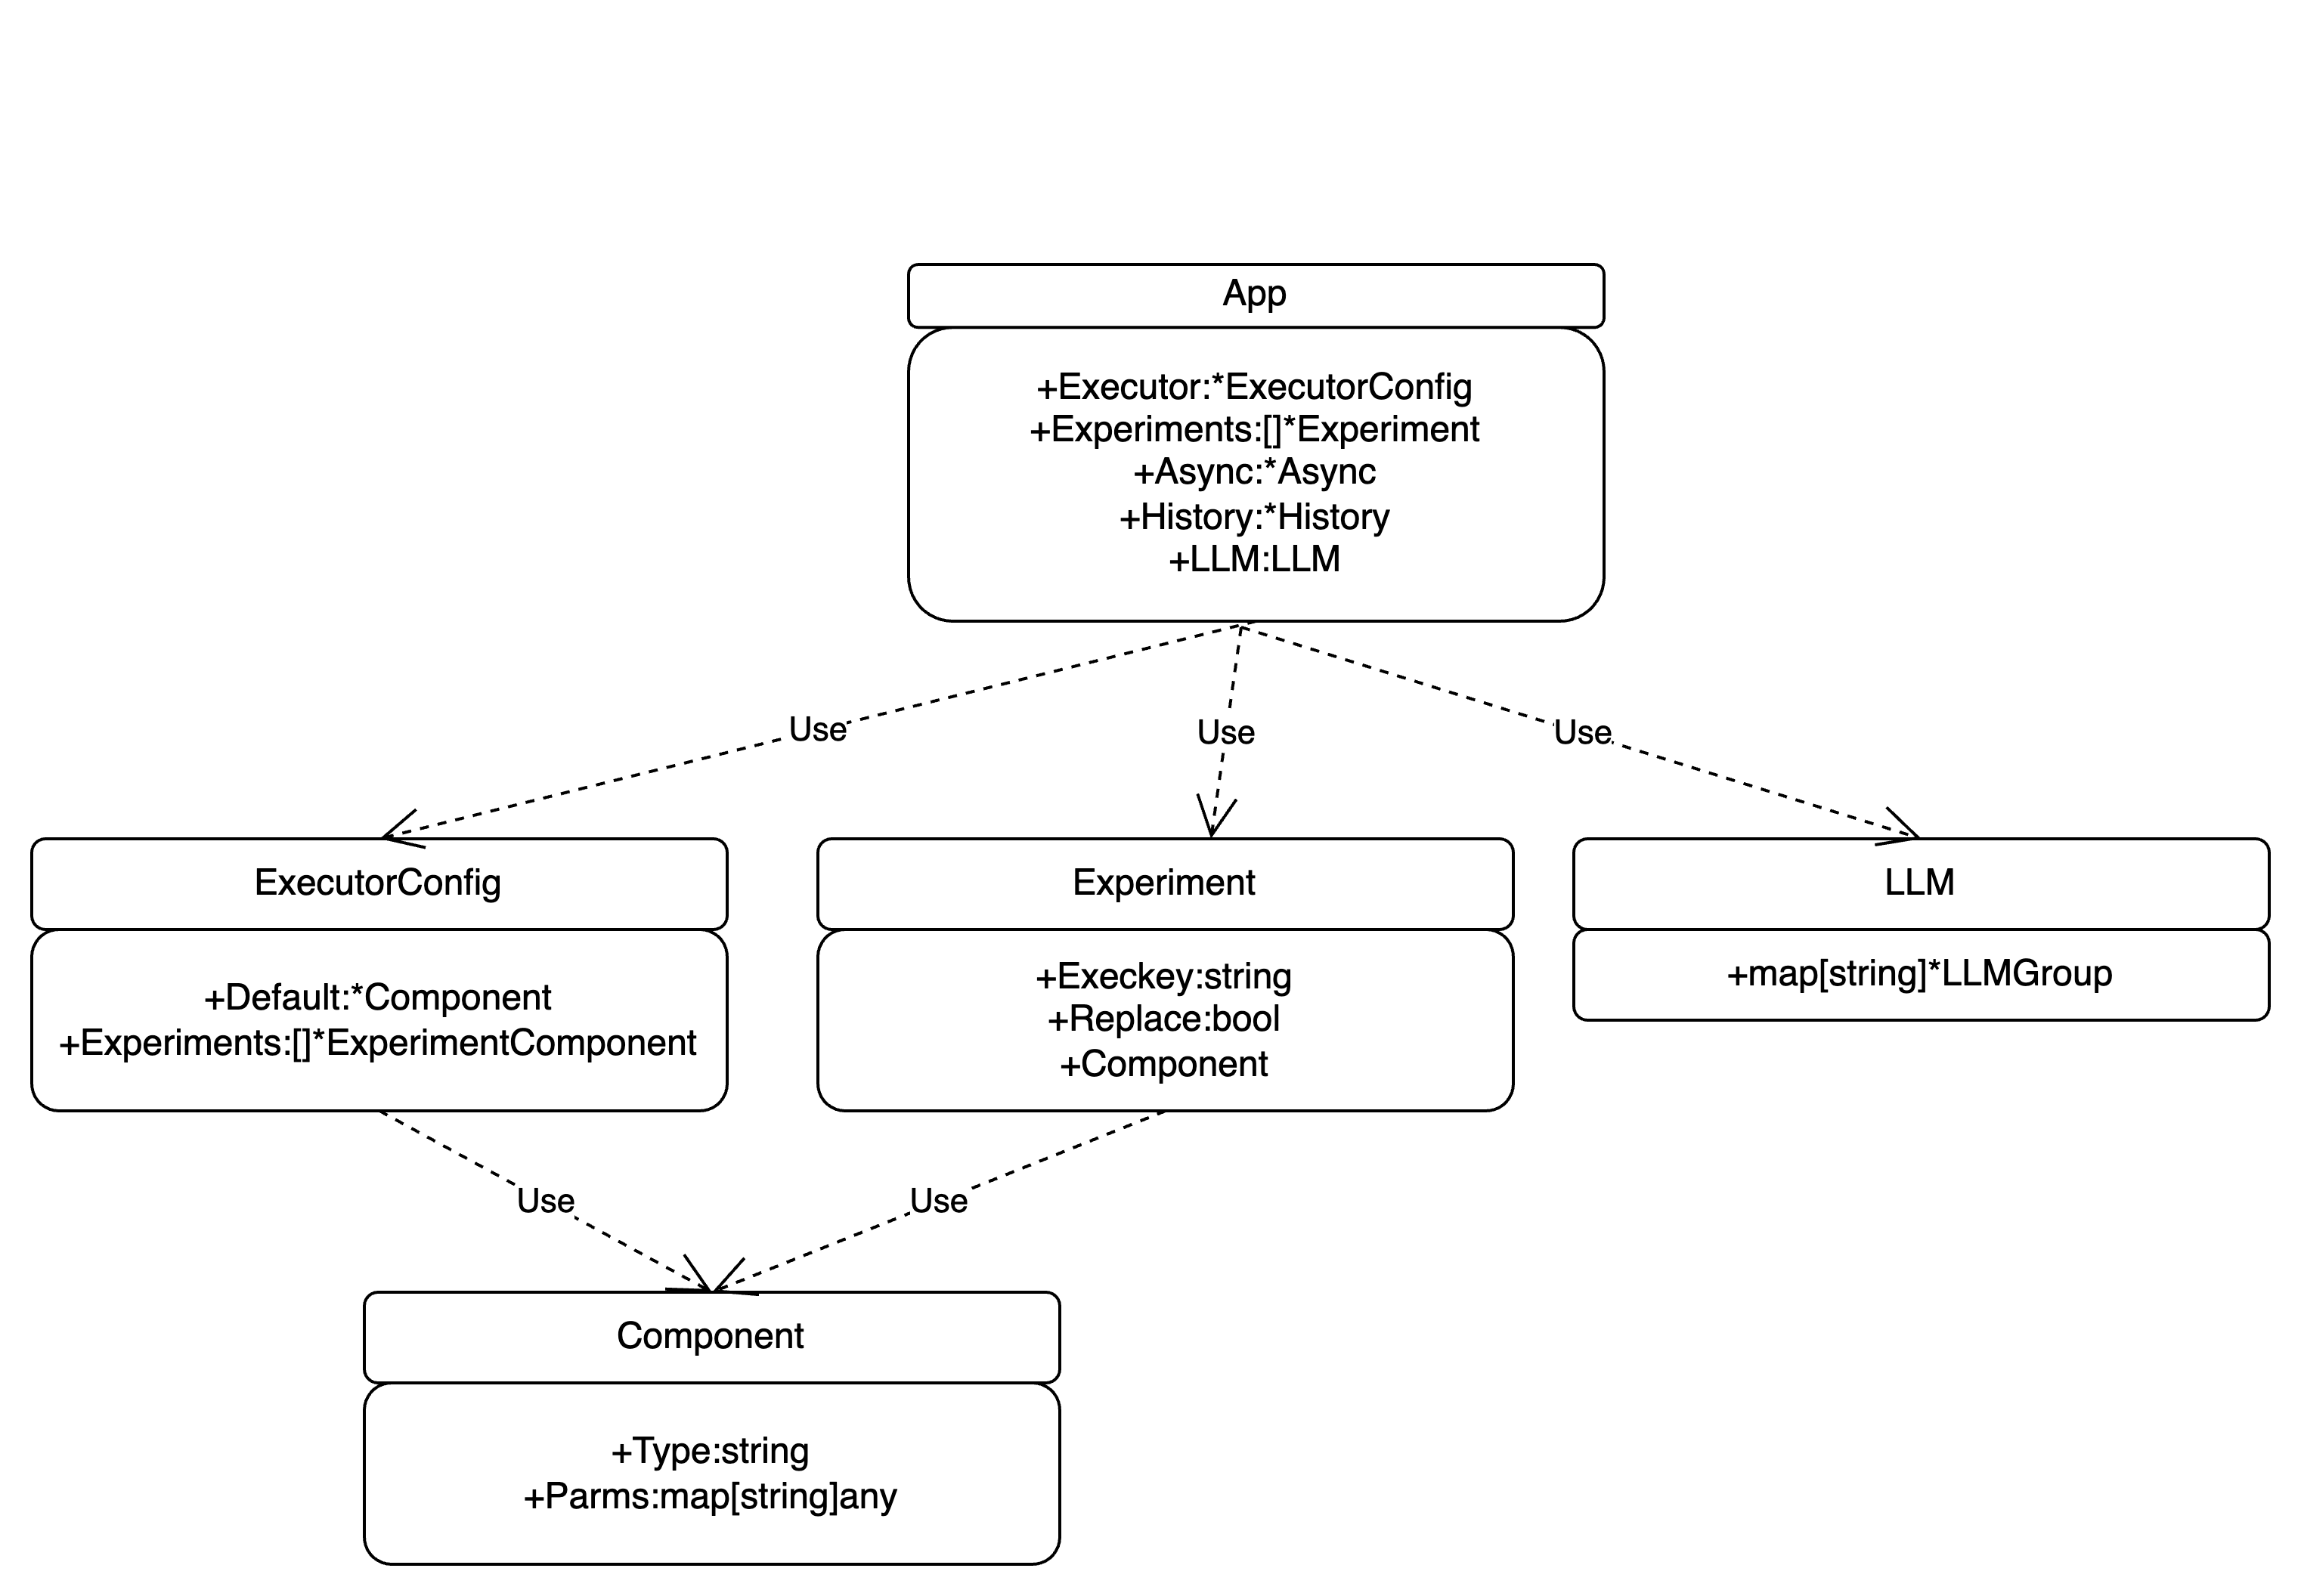 App
+Executor:*ExecutorConfig
+Experiments:[]*Experiment
+Async:*Async
+History:*History
+LLM:LLM
Use
Use
Use
ExecutorConfig
+Default:*Component
+Experiments:[]*ExperimentComponent
Experiment
+Execkey:string
+Replace:bool
+Component
LLM
+map[string]*LLMGroup
Use
Use
Component
+Type:string
+Parms:map[string]any